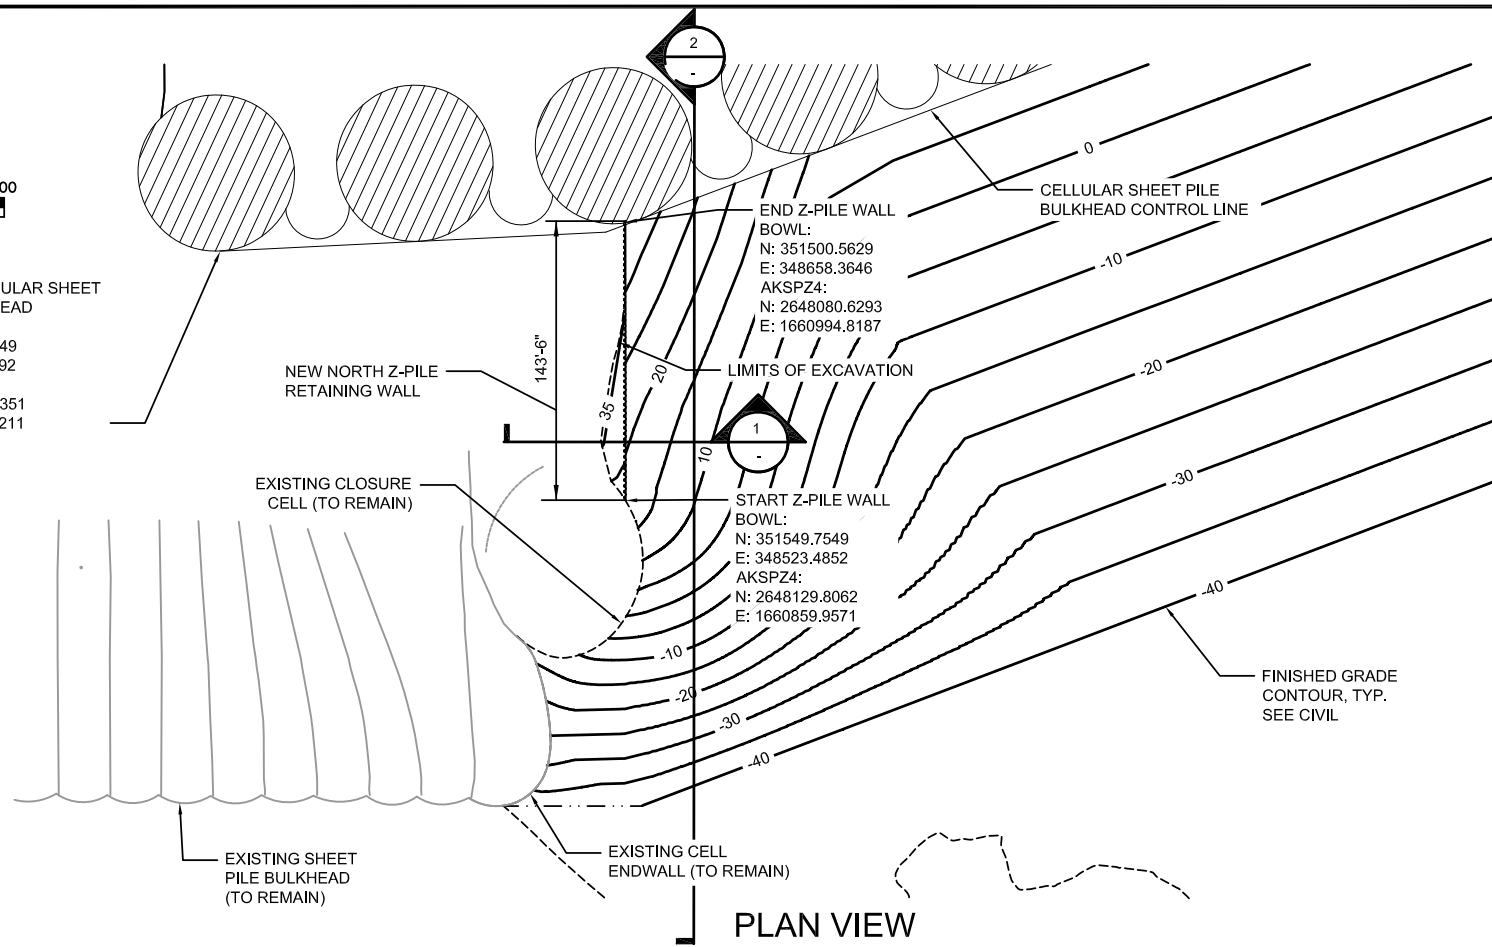 2
-
00
CELLULAR SHEET PILE
BULKHEAD CONTROL LINE
0
-10
-20
-30
-40
END Z-PILE WALL
BOWL:
N: 351500.5629
E: 348658.3646
AKSPZ4:
N: 2648080.6293
E: 1660994.8187
ULAR SHEET
EAD
49
92
351
211
143'-6"
NEW NORTH Z-PILE
RETAINING WALL
LIMITS OF EXCAVATION
20
35
10
1
-
EXISTING CLOSURE
CELL (TO REMAIN)
START Z-PILE WALL
BOWL:
N: 351549.7549
E: 348523.4852
AKSPZ4:
N: 2648129.8062
E: 1660859.9571
-10
-20
-30
-40
FINISHED GRADE
CONTOUR, TYP.
SEE CIVIL
EXISTING SHEET
PILE BULKHEAD
(TO REMAIN)
EXISTING CELL
ENDWALL (TO REMAIN)
PLAN VIEW